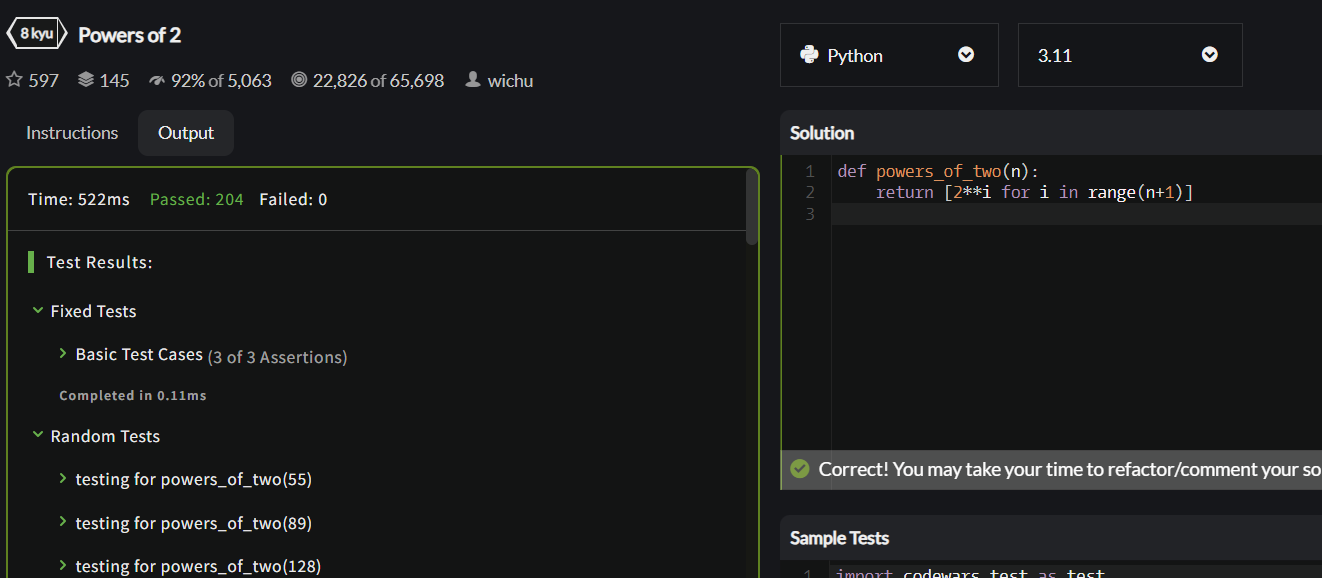 8 kyu Powers of 2
597 145 92% of 5,063 22,826 of 65,698 wichu
Instructions Output
Time: 522ms Passed: 204 Failed: 0
Test Results:
Fixed Tests
Basic Test Cases (3 of 3 Assertions)
Completed in 0.11ms
Random Tests
testing for powers_of_two(55)
testing for powers_of_two(89)
testing for powers_of_two(128)
Python 3.11
Solution
1 def powers_of_two(n):
2 return [2**i for i in range(n+1)]
3
Correct! You may take your time to refactor/comment your so
Sample Tests
1 import codewars_test as test